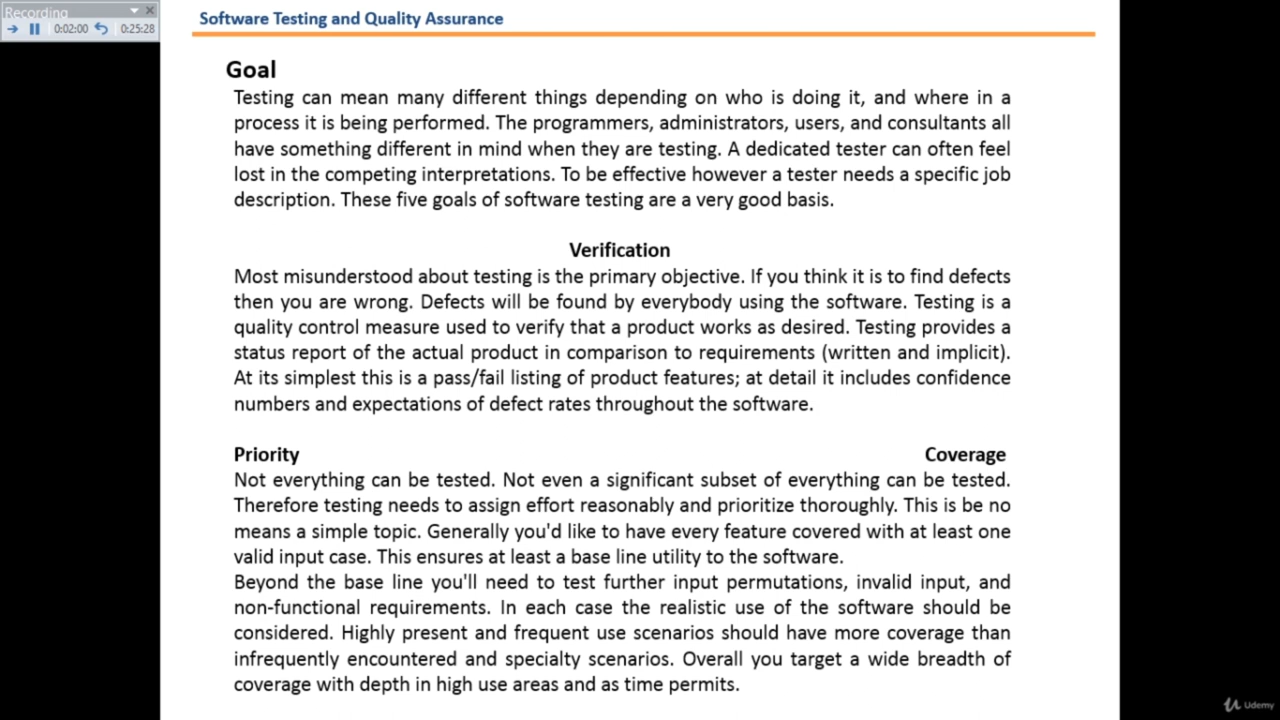 Recording
0:02:00 0:25:28
Software Testing and Quality Assurance
Goal
Testing can mean many different things depending on who is doing it, and where in a
process it is being performed. The programmers, administrators, users, and consultants all
have something different in mind when they are testing. A dedicated tester can often feel
lost in the competing interpretations. To be effective however a tester needs a specific job
description. These five goals of software testing are a very good basis.
Verification
Most misunderstood about testing is the primary objective. If you think it is to find defects
then you are wrong. Defects will be found by everybody using the software. Testing is a
quality control measure used to verify that a product works as desired. Testing provides a
status report of the actual product in comparison to requirements (written and implicit).
At its simplest this is a pass/fail listing of product features; at detail it includes confidence
numbers and expectations of defect rates throughout the software.
Priority Coverage
Not everything can be tested. Not even a significant subset of everything can be tested.
Therefore testing needs to assign effort reasonably and prioritize thoroughly. This is be no
means a simple topic. Generally you'd like to have every feature covered with at least one
valid input case. This ensures at least a base line utility to the software.
Beyond the base line you'll need to test further input permutations, invalid input, and
non-functional requirements. In each case the realistic use of the software should be
considered. Highly present and frequent use scenarios should have more coverage than
infrequently encountered and specialty scenarios. Overall you target a wide breadth of
coverage with depth in high use areas and as time permits.
Udemy